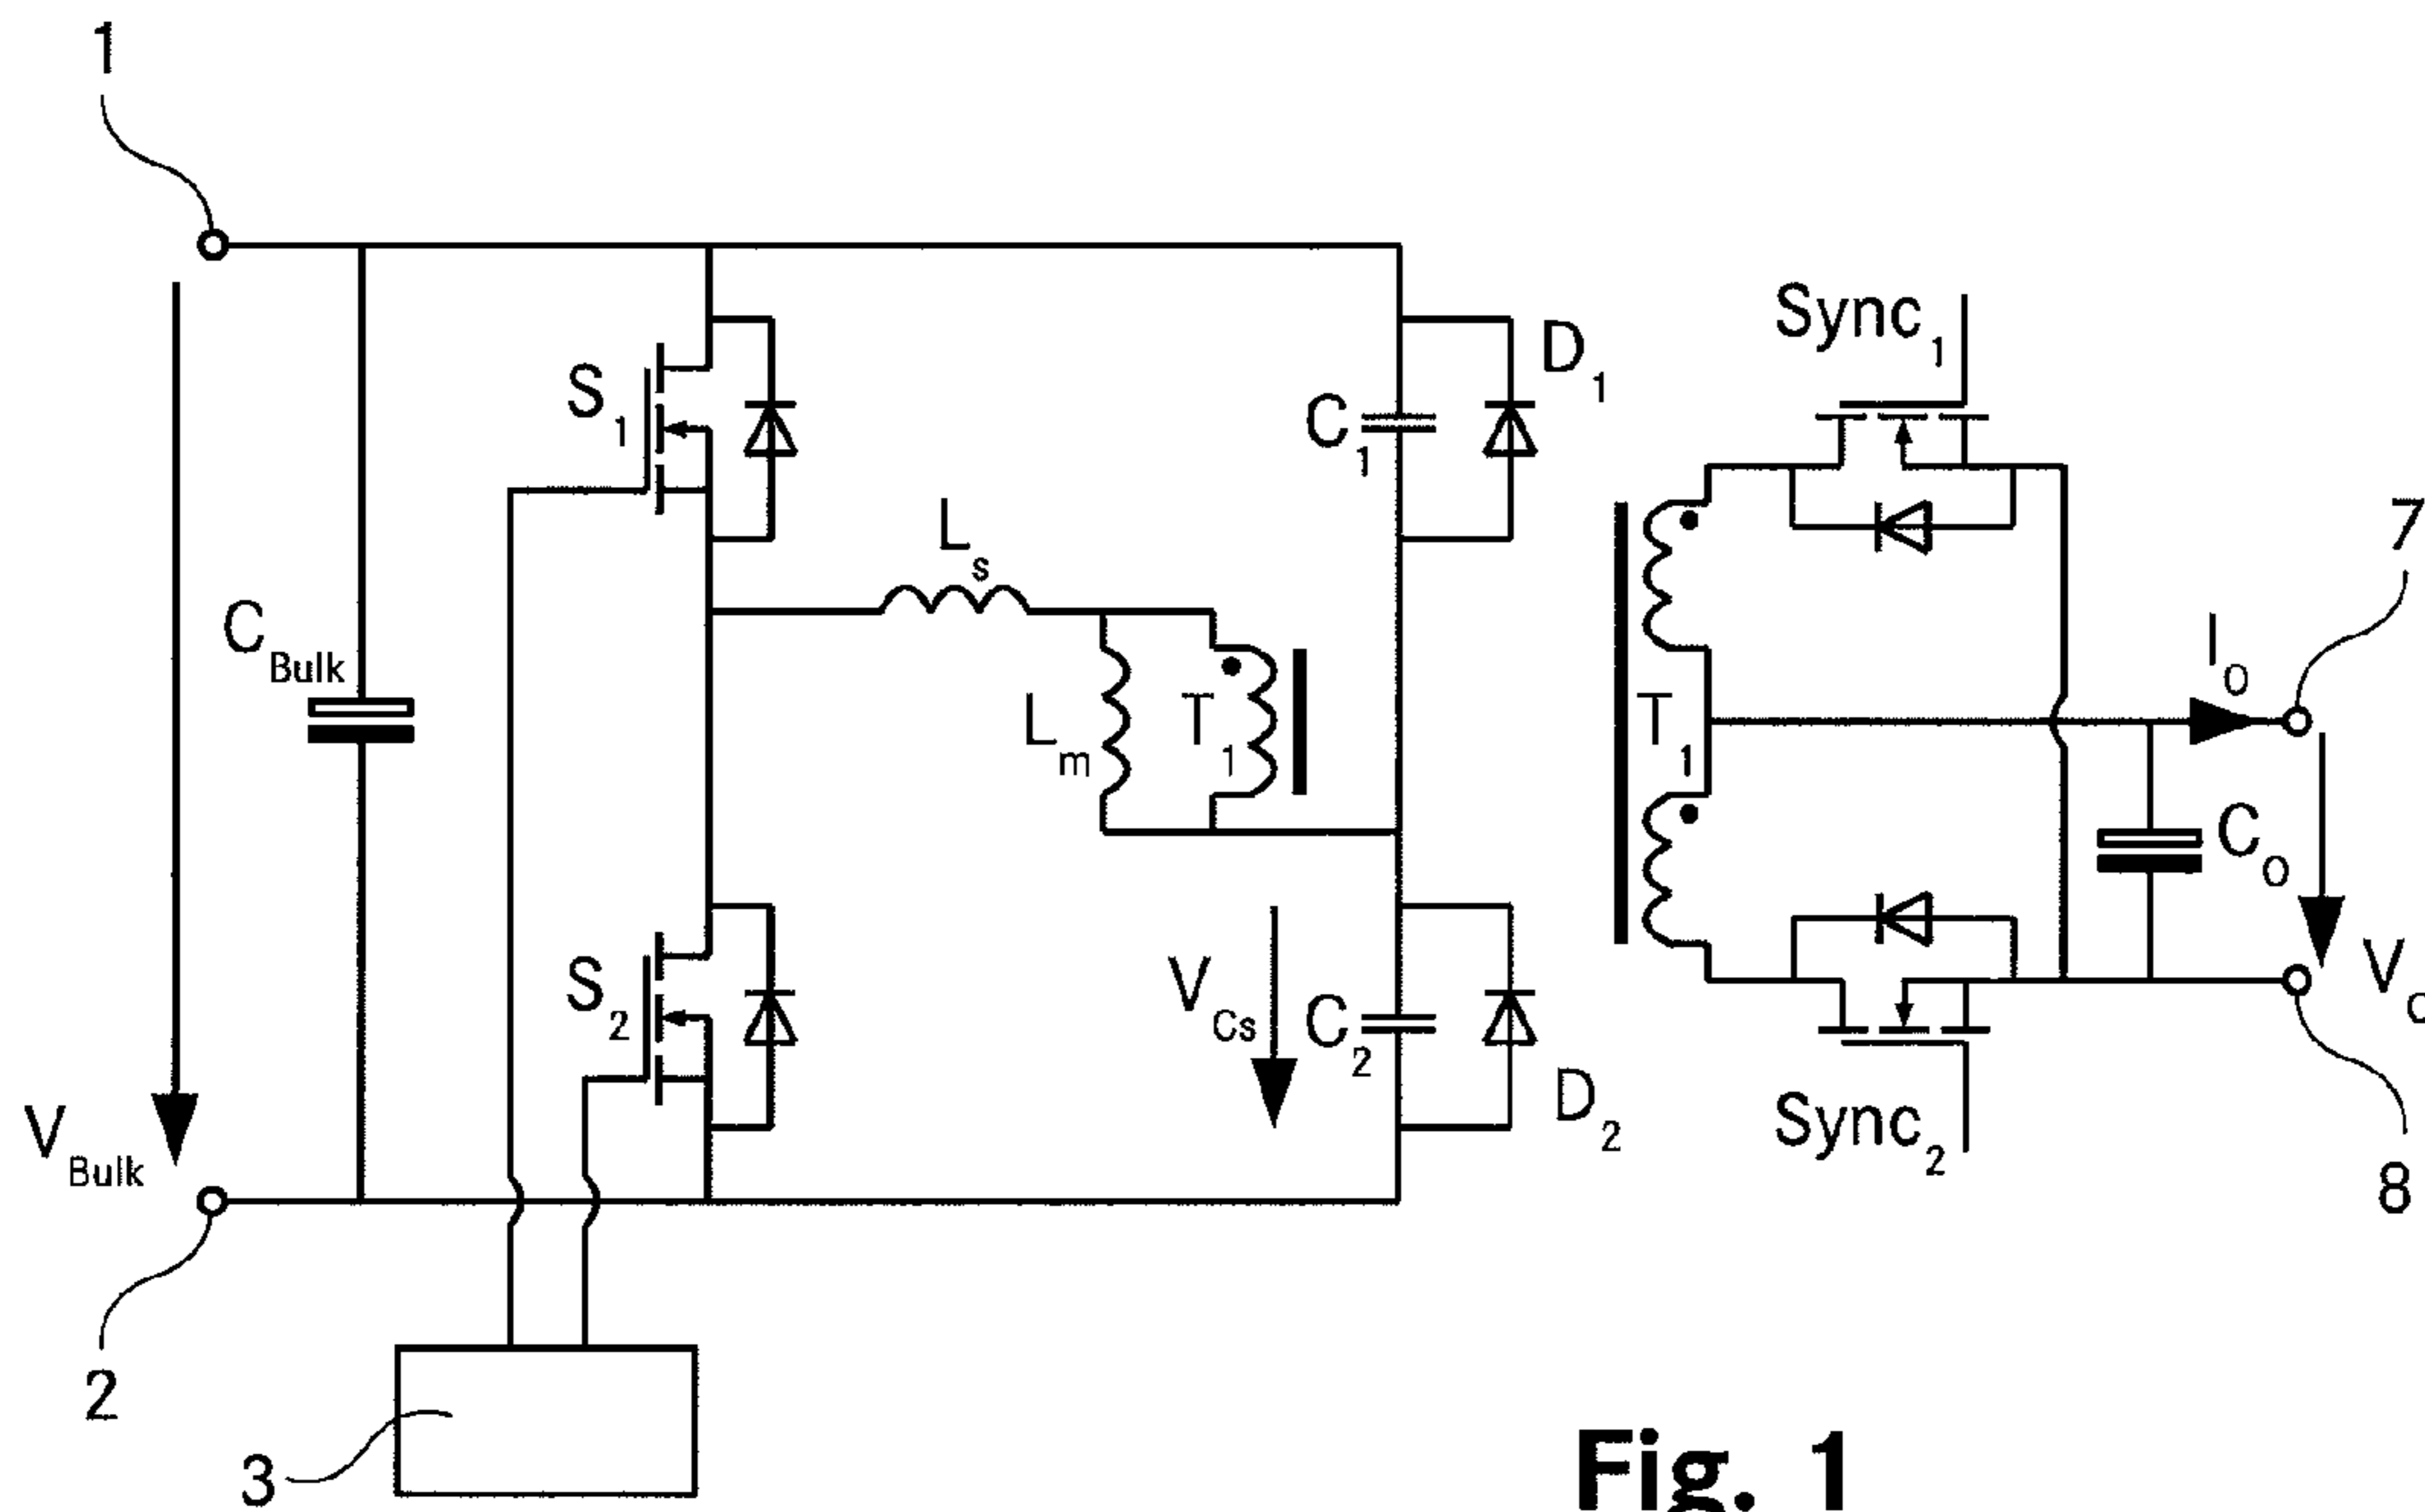 1
Sync1
D1
S1
C1
7
Ls
CBulk
Io
Lm
T1
T1
Co
S2
VCs
C2
Vo
D2
VBulk
Sync2
8
2
3
Fig. 1